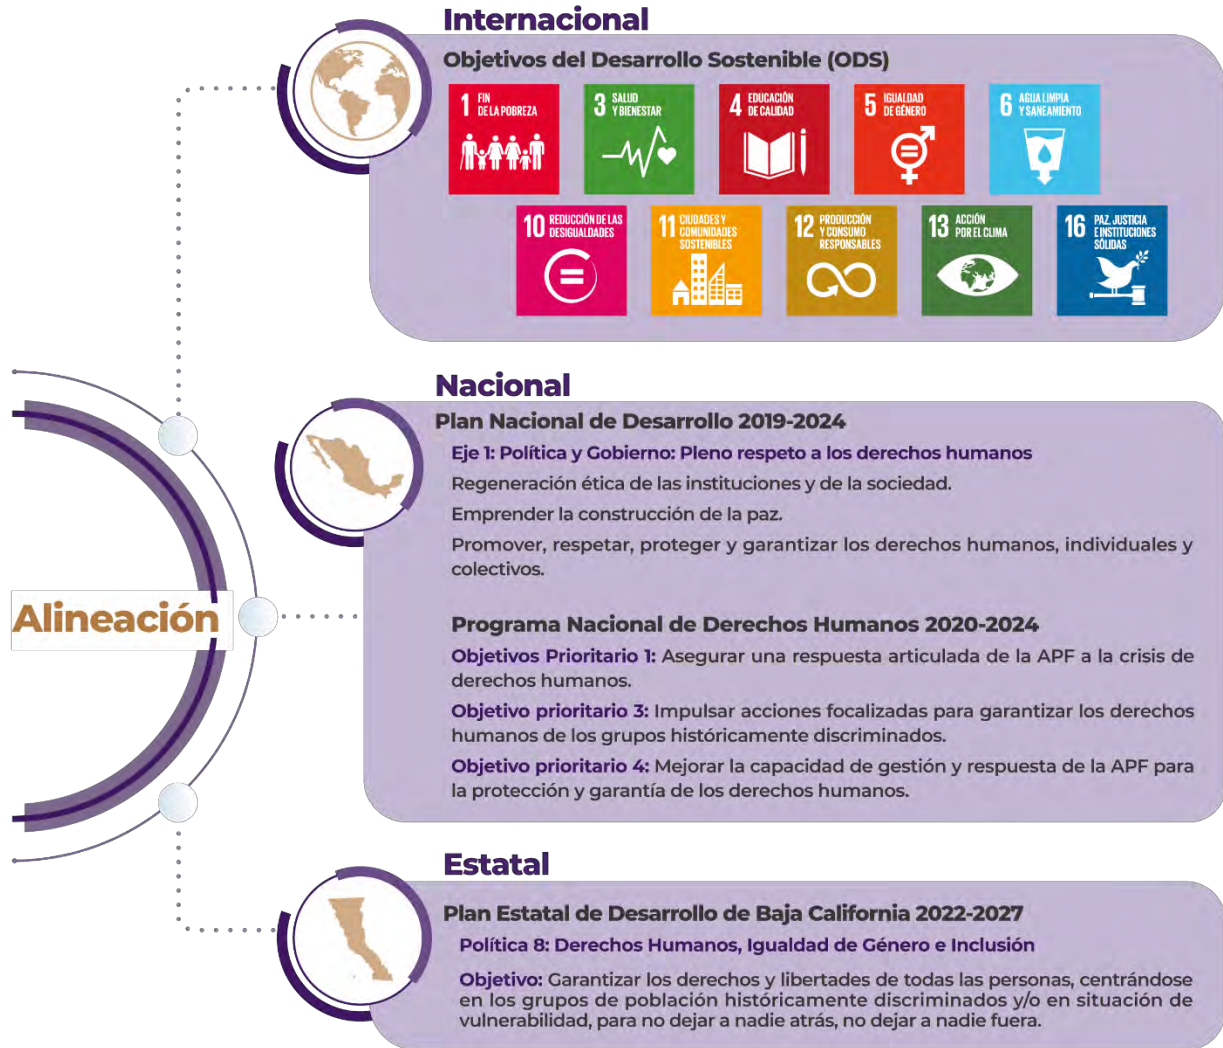 Internacional
Objetivos del Desarrollo Sostenible (ODS)
1 FIN
DE LA POBREZA
3 SALUD
Y BIENESTAR
4 EDUCACIÓN
DE CALIDAD
5 IGUALDAD
DE GÉNERO
6 AGUA LIMPIA
Y SANEAMIENTO
10 REDUCCIÓN DE LAS
DESIGUALDADES
11 CIUDADES Y
COMUNIDADES
SOSTENIBLES
12 PRODUCCIÓN
Y CONSUMO
RESPONSABLES
13 ACCIÓN
POR EL CLIMA
16 PAZ, JUSTICIA
E INSTITUCIONES
SÓLIDAS
Alineación
Nacional
Plan Nacional de Desarrollo 2019-2024
Eje 1: Política y Gobierno: Pleno respeto a los derechos humanos
Regeneración ética de las instituciones y de la sociedad.
Emprender la construcción de la paz.
Promover, respetar, proteger y garantizar los derechos humanos, individuales y
colectivos.
Programa Nacional de Derechos Humanos 2020-2024
Objetivos Prioritario 1: Asegurar una respuesta articulada de la APF a la crisis de
derechos humanos.
Objetivo prioritario 3: Impulsar acciones focalizadas para garantizar los derechos
humanos de los grupos históricamente discriminados.
Objetivo prioritario 4: Mejorar la capacidad de gestión y respuesta de la APF para
la protección y garantía de los derechos humanos.
Estatal
Plan Estatal de Desarrollo de Baja California 2022-2027
Política 8: Derechos Humanos, Igualdad de Género e Inclusión
Objetivo: Garantizar los derechos y libertades de todas las personas, centrándose
en los grupos de población históricamente discriminados y/o en situación de
vulnerabilidad, para no dejar a nadie atrás, no dejar a nadie fuera.